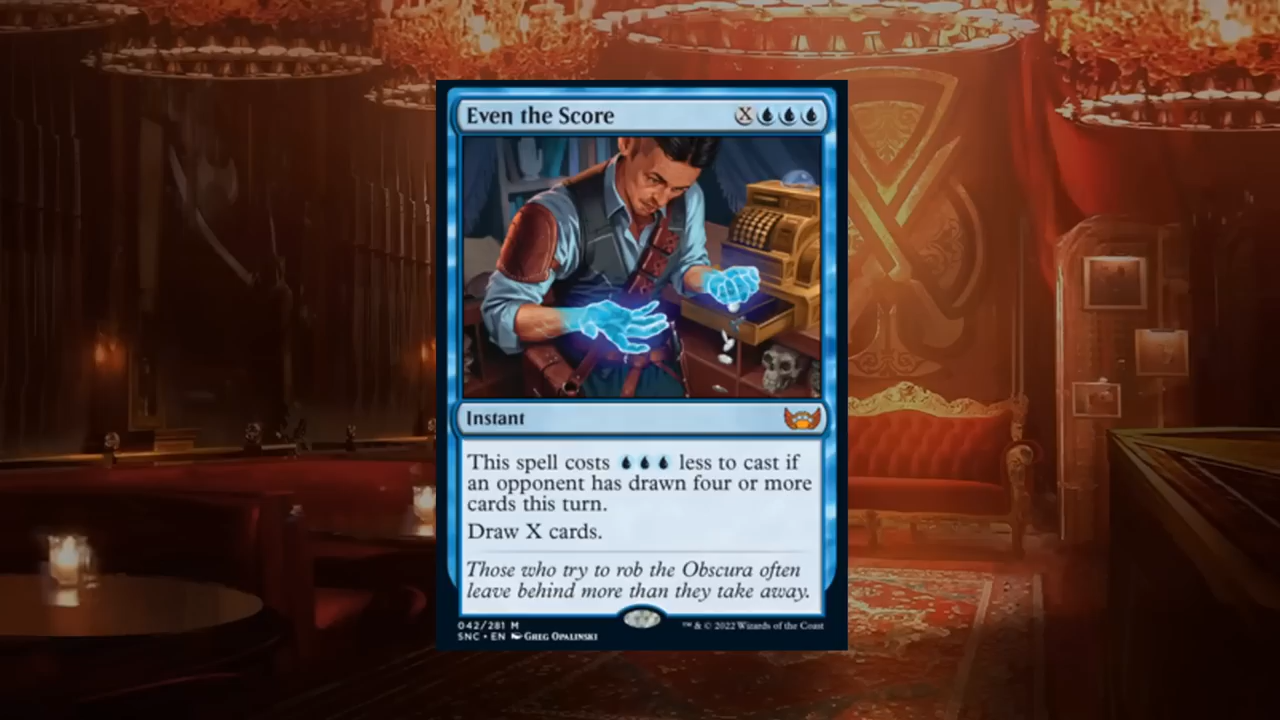 Even the Score X
Instant
This spell costs less to cast if
an opponent has drawn four or more
cards this turn.
Draw X cards.
Those who try to rob the Obscura often
leave behind more than they take away.
042/281 M
SNC • EN GREG OPALINSKI
™ & © 2022 Wizards of the Coast